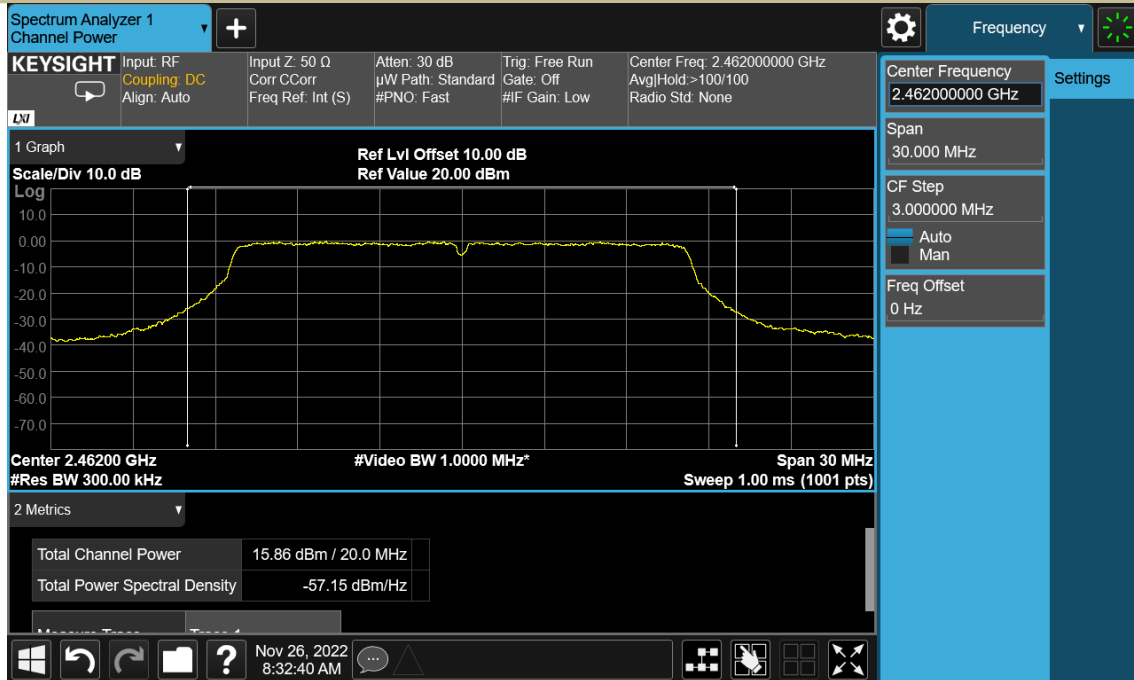 Spectrum Analyzer 1
Channel Power
Frequency
KEYSIGHT
LXI
Input: RF
Coupling: DC
Align: Auto
Input Z: 50 Ω
Corr CCorr
Freq Ref: Int (S)
Atten: 30 dB
µW Path: Standard
#PNO: Fast
Trig: Free Run
Gate: Off
#IF Gain: Low
Center Freq: 2.462000000 GHz
Avg|Hold:>100/100
Radio Std: None
1 Graph
Scale/Div 10.0 dB
Ref Lvl Offset 10.00 dB
Ref Value 20.00 dBm
Log
10.0
0.00
-10.0
-20.0
-30.0
-40.0
-50.0
-60.0
-70.0
Center 2.46200 GHz
#Video BW 1.0000 MHz*
Span 30 MHz
#Res BW 300.00 kHz
Sweep 1.00 ms (1001 pts)
2 Metrics
Total Channel Power 15.86 dBm / 20.0 MHz
Total Power Spectral Density -57.15 dBm/Hz
Measure Trace Trace 1
?
Nov 26, 2022
8:32:40 AM
Center Frequency
2.462000000 GHz
Span
30.000 MHz
CF Step
3.000000 MHz
Auto
Man
Freq Offset
0 Hz
Settings